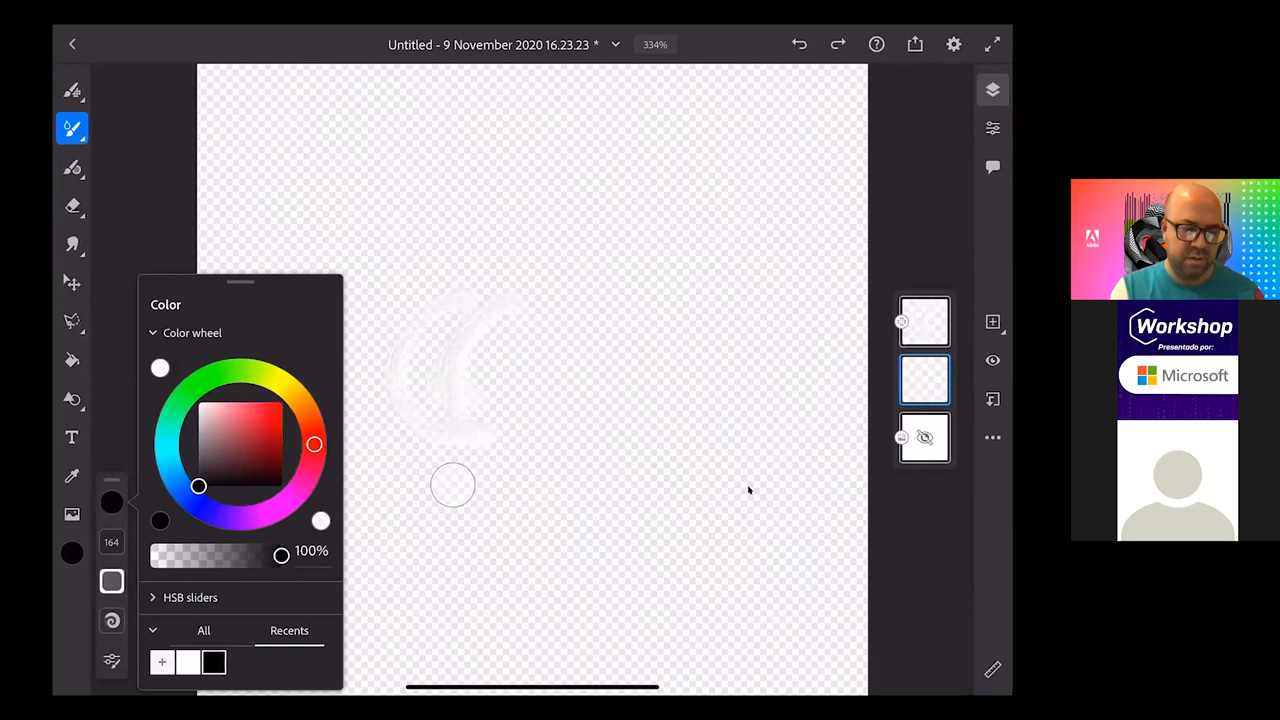 Untitled - 9 November 2020 16.23.23 *
334%
Color
Color wheel
100%
164
HSB sliders
All
Recents
T
Adobe
Workshop
Presentado por:
Microsoft